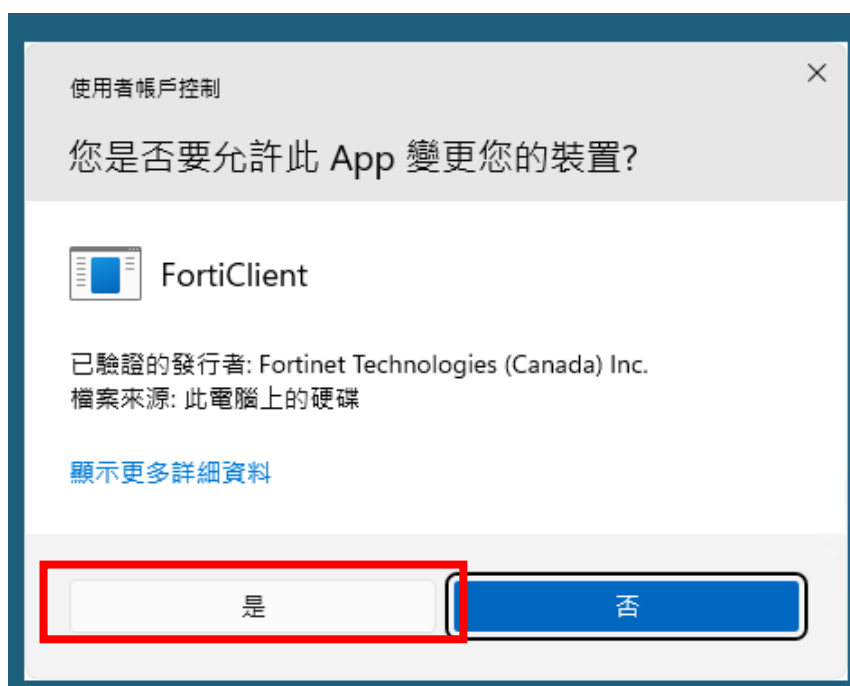 使用者帳戶控制
您是否要允許此 App 變更您的裝置?
FortiClient
已驗證的發行者: Fortinet Technologies (Canada) Inc.
檔案來源: 此電腦上的硬碟
顯示更多詳細資料
是
否